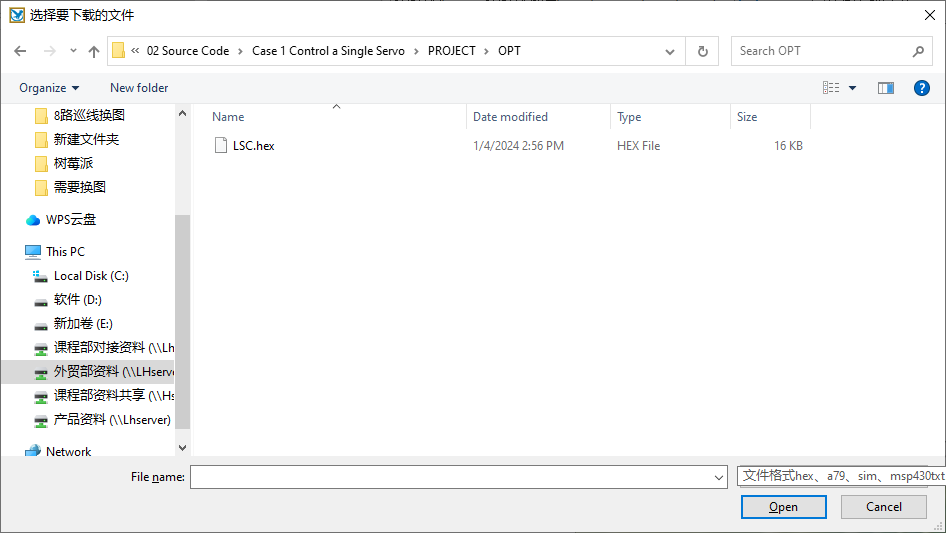 选择要下载的文件
« 02 Source Code › Case 1 Control a Single Servo › PROJECT › OPT
Search OPT
Organize
New folder
8路巡线换图
新建文件夹
树莓派
需要换图
WPS云盘
This PC
Local Disk (C:)
软件 (D:)
新加卷 (E:)
课程部对接资料 (\\Lh
外贸部资料 (\\LHserve
课程部资料共享 (\\Hs
产品资料 (\\Lhserver)
Network
Name Date modified Type Size
LSC.hex 1/4/2024 2:56 PM HEX File 16 KB
File name:
文件格式hex、a79、sim、msp430txt
Open
Cancel